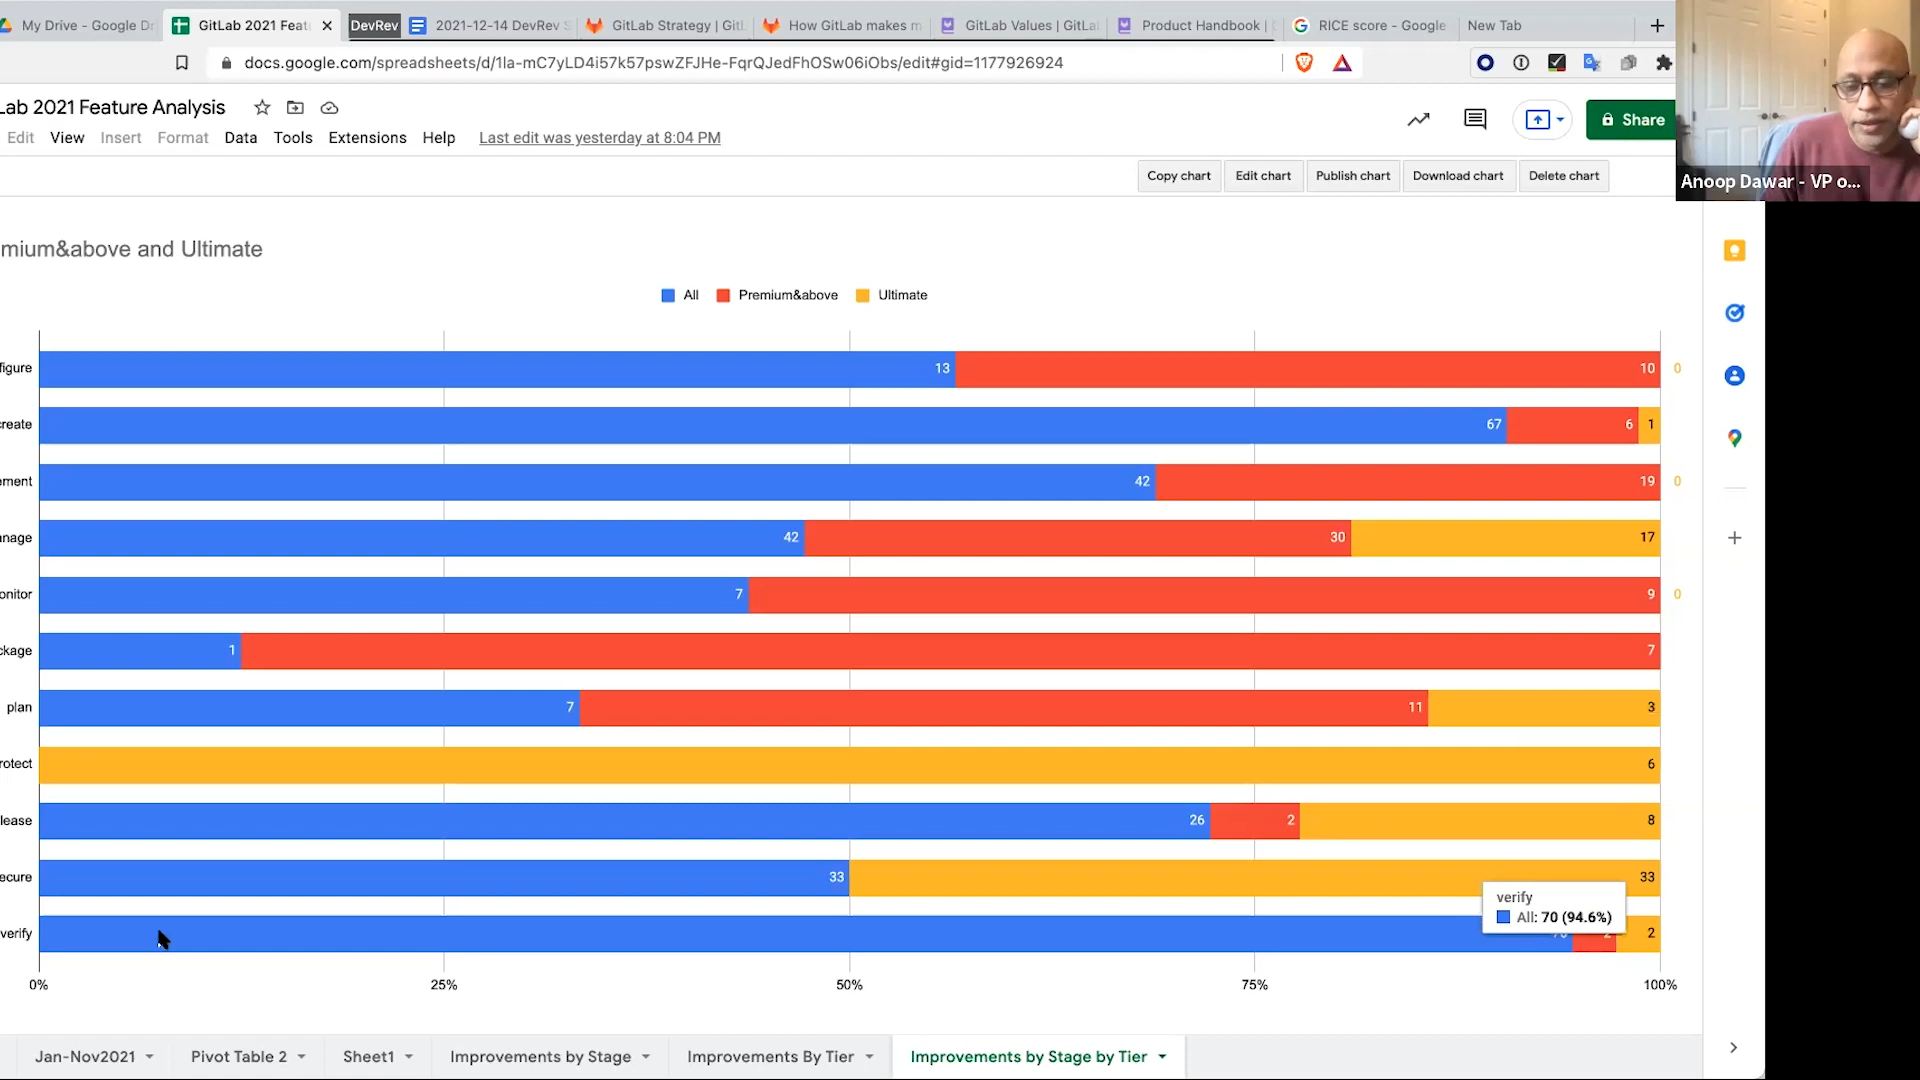 My Drive - Google Dr
GitLab 2021 Feat
DevRev
2021-12-14 DevRev S
GitLab Strategy | GitL
How GitLab makes m
GitLab Values | GitLa
Product Handbook |
RICE score - Google
New Tab
docs.google.com/spreadsheets/d/1la-mC7yLD4i57k57pswZFJHe-FqrQJedFhOSw06iObs/edit#gid=1177926924
Lab 2021 Feature Analysis
Share
Edit View Insert Format Data Tools Extensions Help Last edit was yesterday at 8:04 PM
Copy chart Edit chart Publish chart Download chart Delete chart
Anoop Dawar - VP o...
mium&above and Ultimate
All Premium&above Ultimate
figure 13 10 0
create 67 6 1
ement 42 19 0
anage 42 30 17
onitor 7 9 0
ckage 1 7
plan 7 11 3
rotect 6
lease 26 2 8
ecure 33 33
verify
All: 70 (94.6%)
verify 2
0% 25% 50% 75% 100%
Jan-Nov2021 Pivot Table 2 Sheet1 Improvements by Stage Improvements By Tier Improvements by Stage by Tier